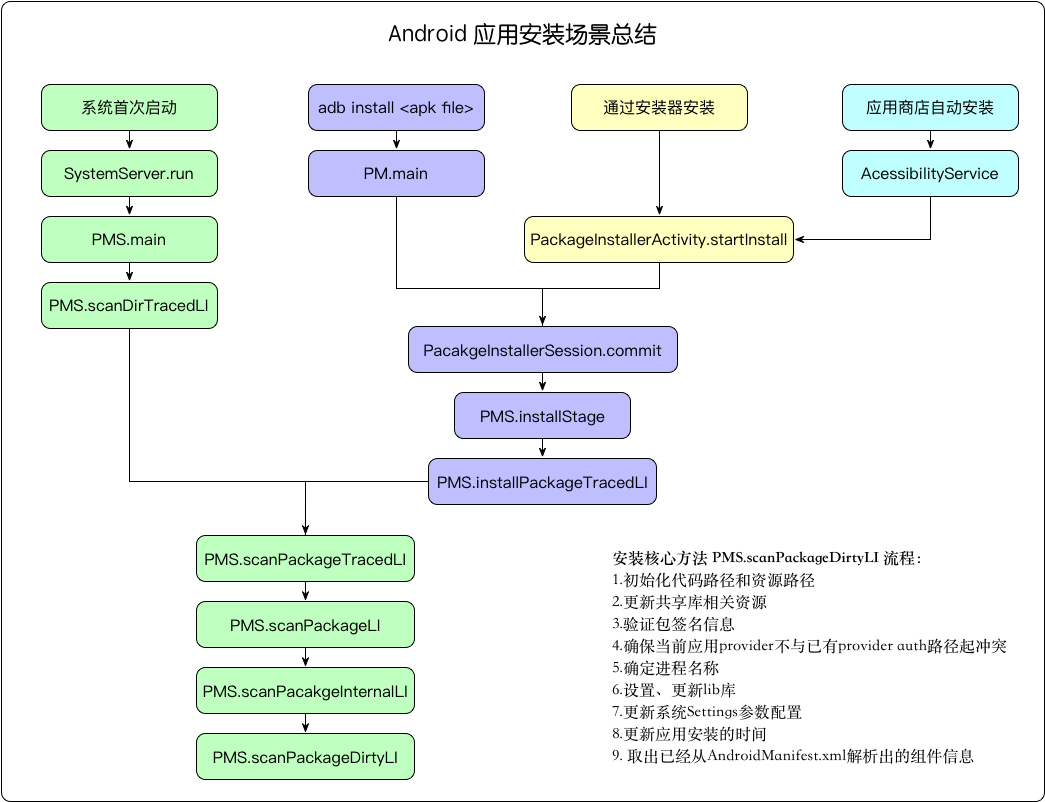 Android 应用安装场景总结
系统首次启动
adb install <apk file>
通过安装器安装
应用商店自动安装
SystemServer.run
PM.main
AcessibilityService
PMS.main
PackageInstallerActivity.startInstall
PMS.scanDirTracedLI
PacakgeInstallerSession.commit
PMS.installStage
PMS.installPackageTracedLI
PMS.scanPackageTracedLI
PMS.scanPackageLI
PMS.scanPacakgeInternalLI
PMS.scanPackageDirtyLI
安装核心方法 PMS.scanPackageDirtyLI 流程：
1.初始化代码路径和资源路径
2.更新共享库相关资源
3.验证包签名信息
4.确保当前应用provider不与已有provider auth路径起冲突
5.确定进程名称
6.设置、更新lib库
7.更新系统Settings参数配置
8.更新应用安装的时间
9. 取出已经从AndroidManifest.xml解析出的组件信息